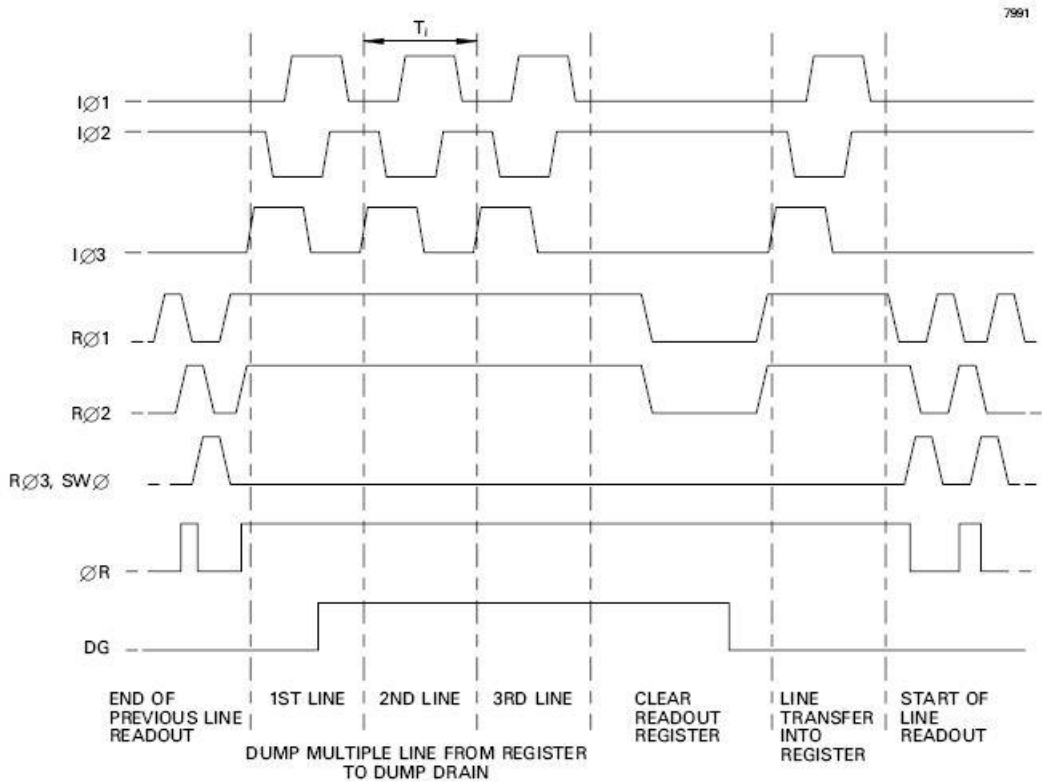 7991
Ti
IØ1
IØ2
IØ3
RØ1
RØ2
RØ3, SWØ
ØR
DG
END OF
PREVIOUS LINE
READOUT
1ST LINE
2ND LINE
3RD LINE
DUMP MULTIPLE LINE FROM REGISTER
TO DUMP DRAIN
CLEAR
READOUT
REGISTER
LINE
TRANSFER
INTO
REGISTER
START OF
LINE
READOUT